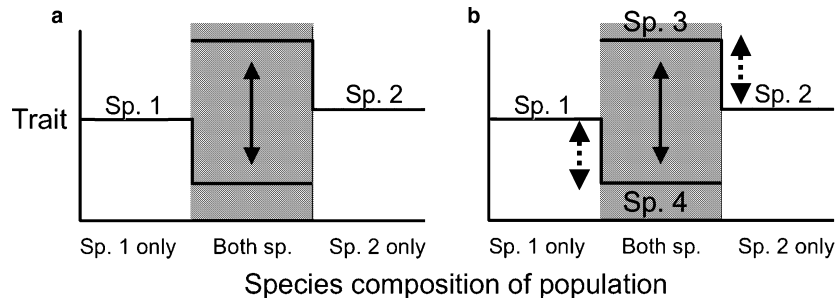 a
b
Sp. 3
Sp. 1
Sp. 2
Sp. 1
Sp. 2
Trait
Sp. 4
Sp. 1 only
Both sp.
Sp. 2 only
Sp. 1 only
Both sp.
Sp. 2 only
Species composition of population